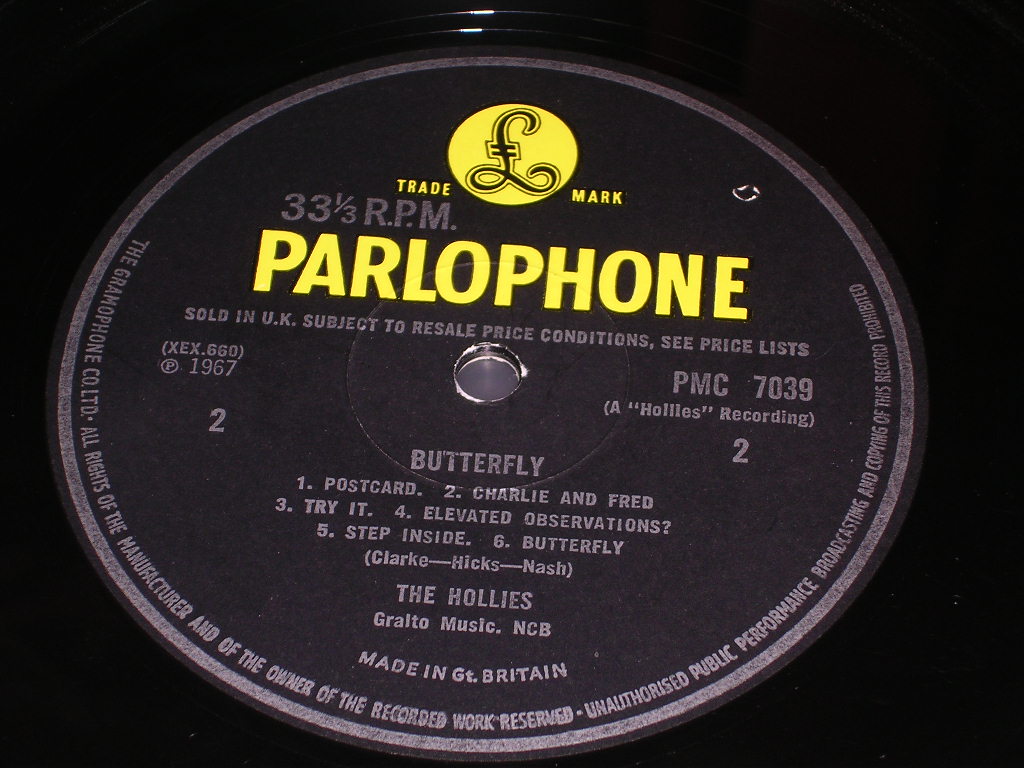 £
TRADE MARK
33⅓ R.P.M.
PARLOPHONE
SOLD IN U.K. SUBJECT TO RESALE PRICE CONDITIONS, SEE PRICE LISTS
(XEX.660)
℗ 1967
2
PMC 7039
(A "Hollies" Recording)
2
BUTTERFLY
1. POSTCARD. 2. CHARLIE AND FRED
3. TRY IT. 4. ELEVATED OBSERVATIONS?
5. STEP INSIDE. 6. BUTTERFLY
(Clarke—Hicks—Nash)
THE HOLLIES
Gralto Music. NCB
MADE IN Gt. BRITAIN
THE GRAMOPHONE CO. LTD. · ALL RIGHTS OF THE MANUFACTURER AND OF THE OWNER OF THE RECORDED WORK RESERVED · UNAUTHORISED PUBLIC PERFORMANCE BROADCASTING AND COPYING OF THIS RECORD PROHIBITED